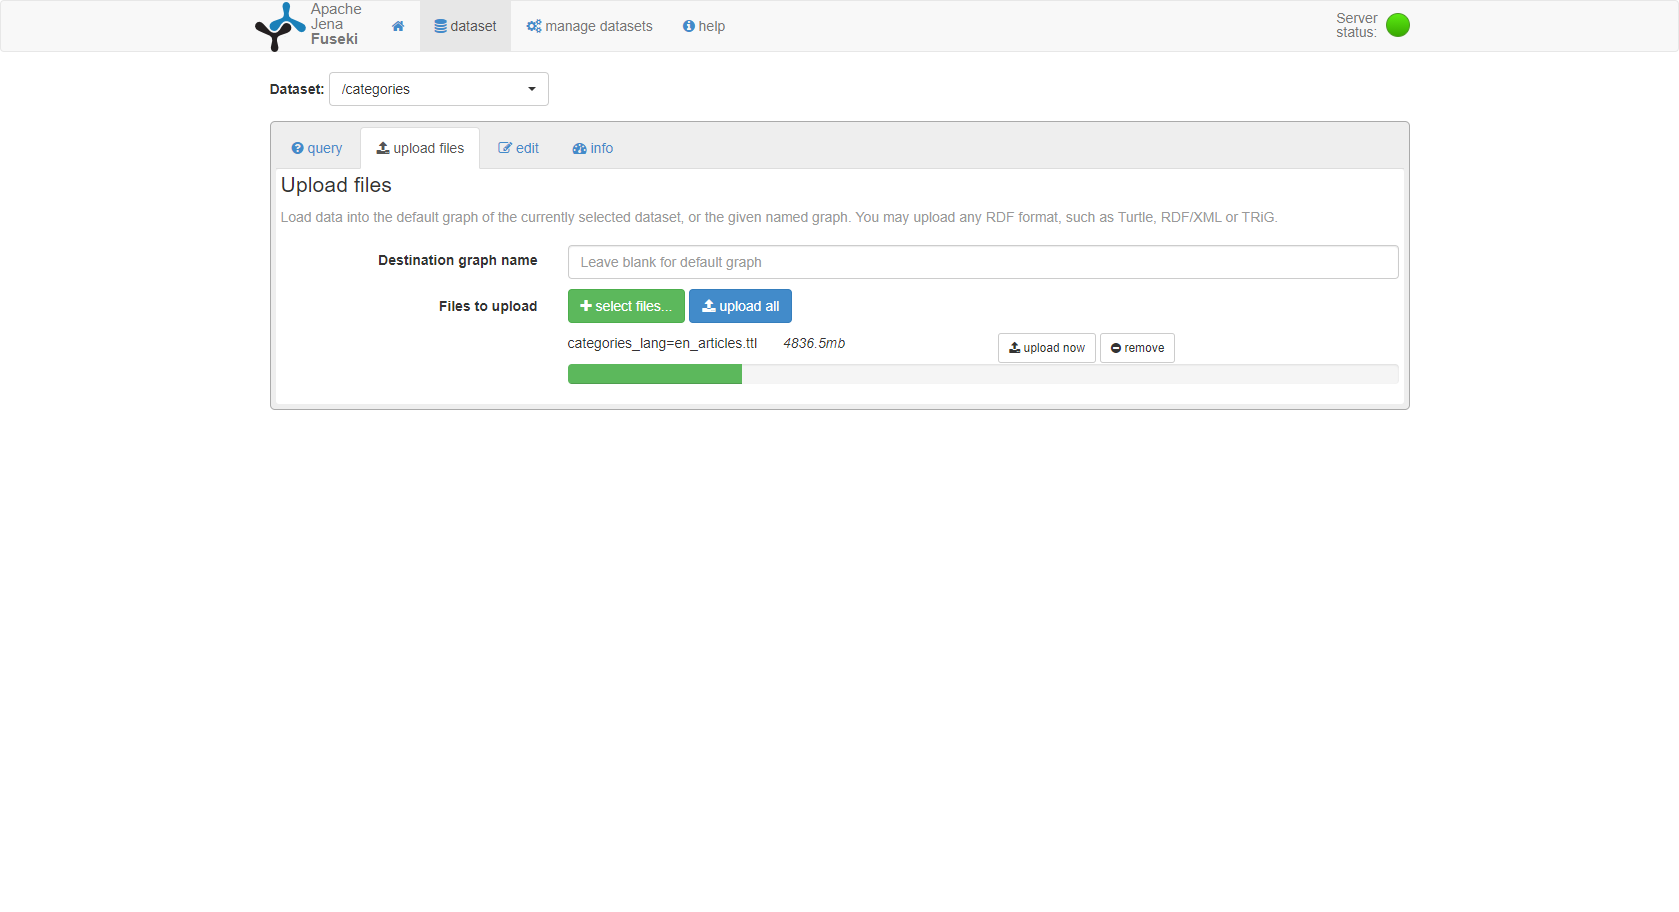 Apache
Jena
Fuseki
dataset
manage datasets
help
Server
status:
Dataset: /categories
query
upload files
edit
info
Upload files
Load data into the default graph of the currently selected dataset, or the given named graph. You may upload any RDF format, such as Turtle, RDF/XML or TRiG.
Destination graph name
Leave blank for default graph
Files to upload
select files...
upload all
categories_lang=en_articles.ttl 4836.5mb
upload now
remove